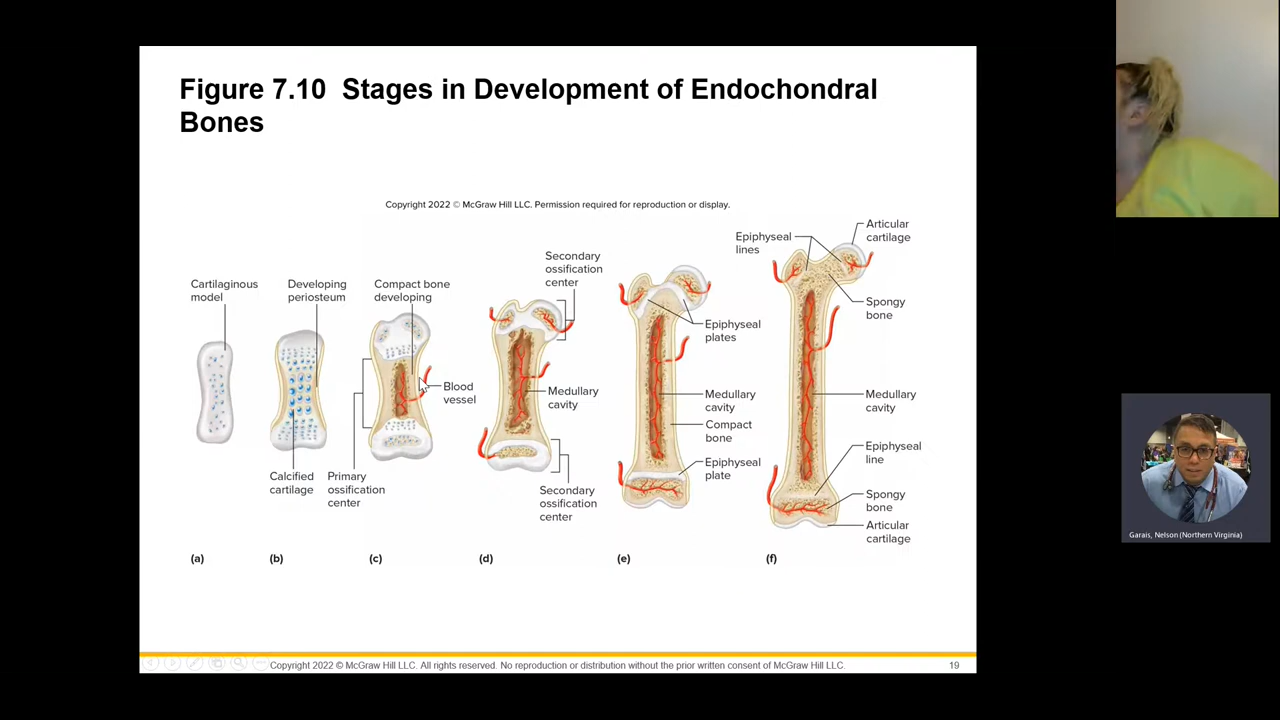 Figure 7.10 Stages in Development of Endochondral
Bones
Copyright 2022 © McGraw Hill LLC. Permission required for reproduction or display.
Cartilaginous
model
Developing
periosteum
Calcified
cartilage
Compact bone
developing
Blood
vessel
Primary
ossification
center
Secondary
ossification
center
Medullary
cavity
Secondary
ossification
center
Epiphyseal
plates
Medullary
cavity
Compact
bone
Epiphyseal
plate
Epiphyseal
lines
Articular
cartilage
Spongy
bone
Medullary
cavity
Epiphyseal
line
Spongy
bone
Articular
cartilage
(a)
(b)
(c)
(d)
(e)
(f)
Copyright 2022 © McGraw Hill LLC. All rights reserved. No reproduction or distribution without the prior written consent of McGraw Hill LLC.
19
Garais, Nelson (Northern Virginia)